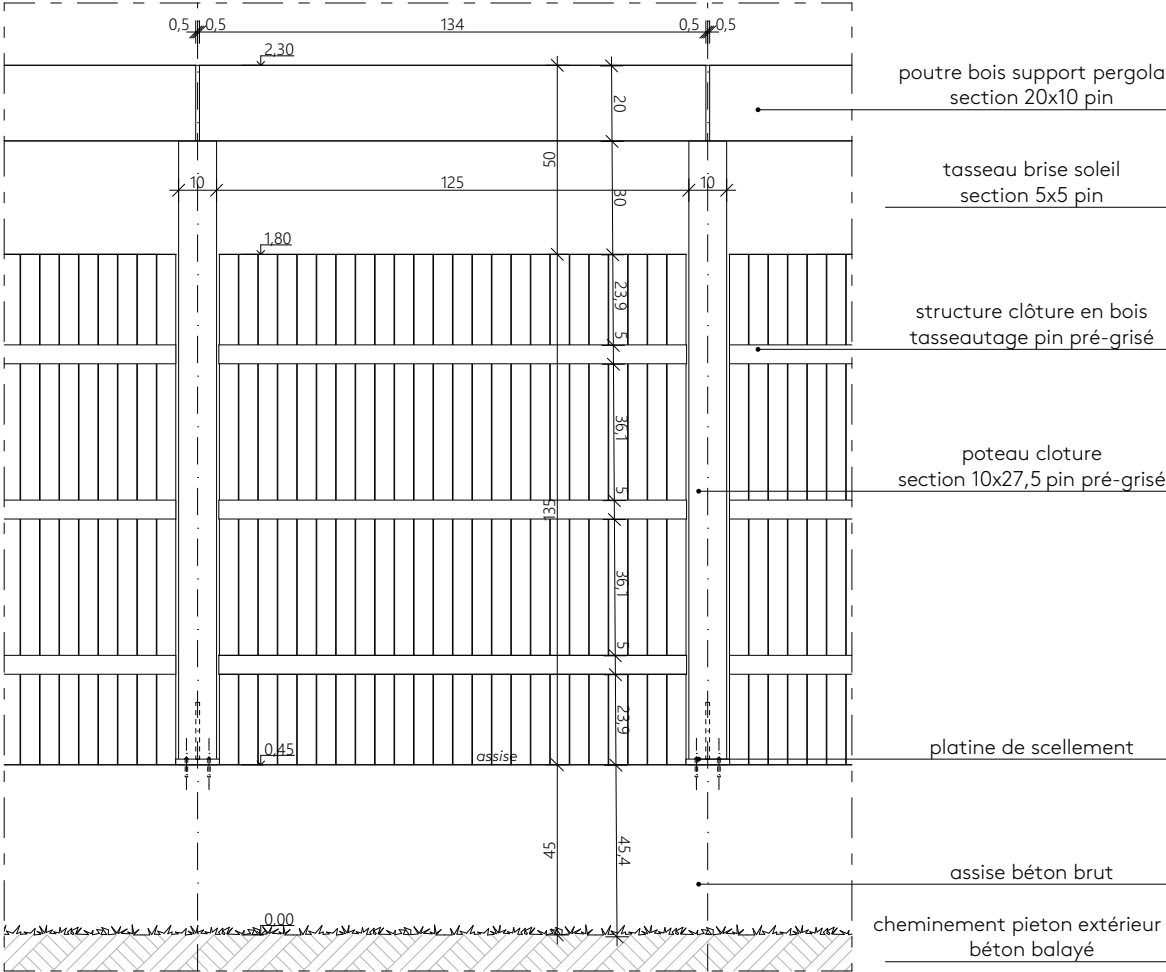 0,5 0,5 134 0,5 0,5
2,30
20
50
10 125 10
30
1,80
23,9
5
36,1
5
135
36,1
5
23,9
0,45
assise
45
45,4
0,00
poutre bois support pergola
section 20x10 pin
tasseau brise soleil
section 5x5 pin
structure clôture en bois
tasseautage pin pré-grisé
poteau cloture
section 10x27,5 pin pré-grisé
platine de scellement
assise béton brut
cheminement pieton extérieur
béton balayé